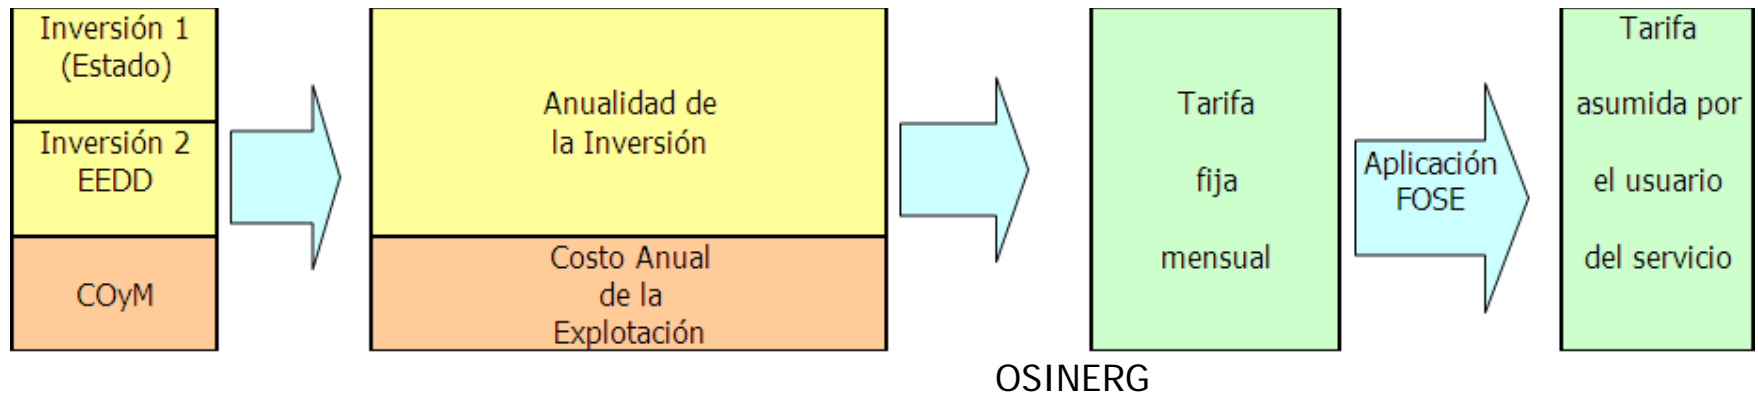 Inversión 1
(Estado)
Inversión 2
EEDD
COyM
Anualidad de
la Inversión
Costo Anual
de la
Explotación
Tarifa
fija
mensual
Aplicación
FOSE
Tarifa
asumida por
el usuario
del servicio
OSINERG